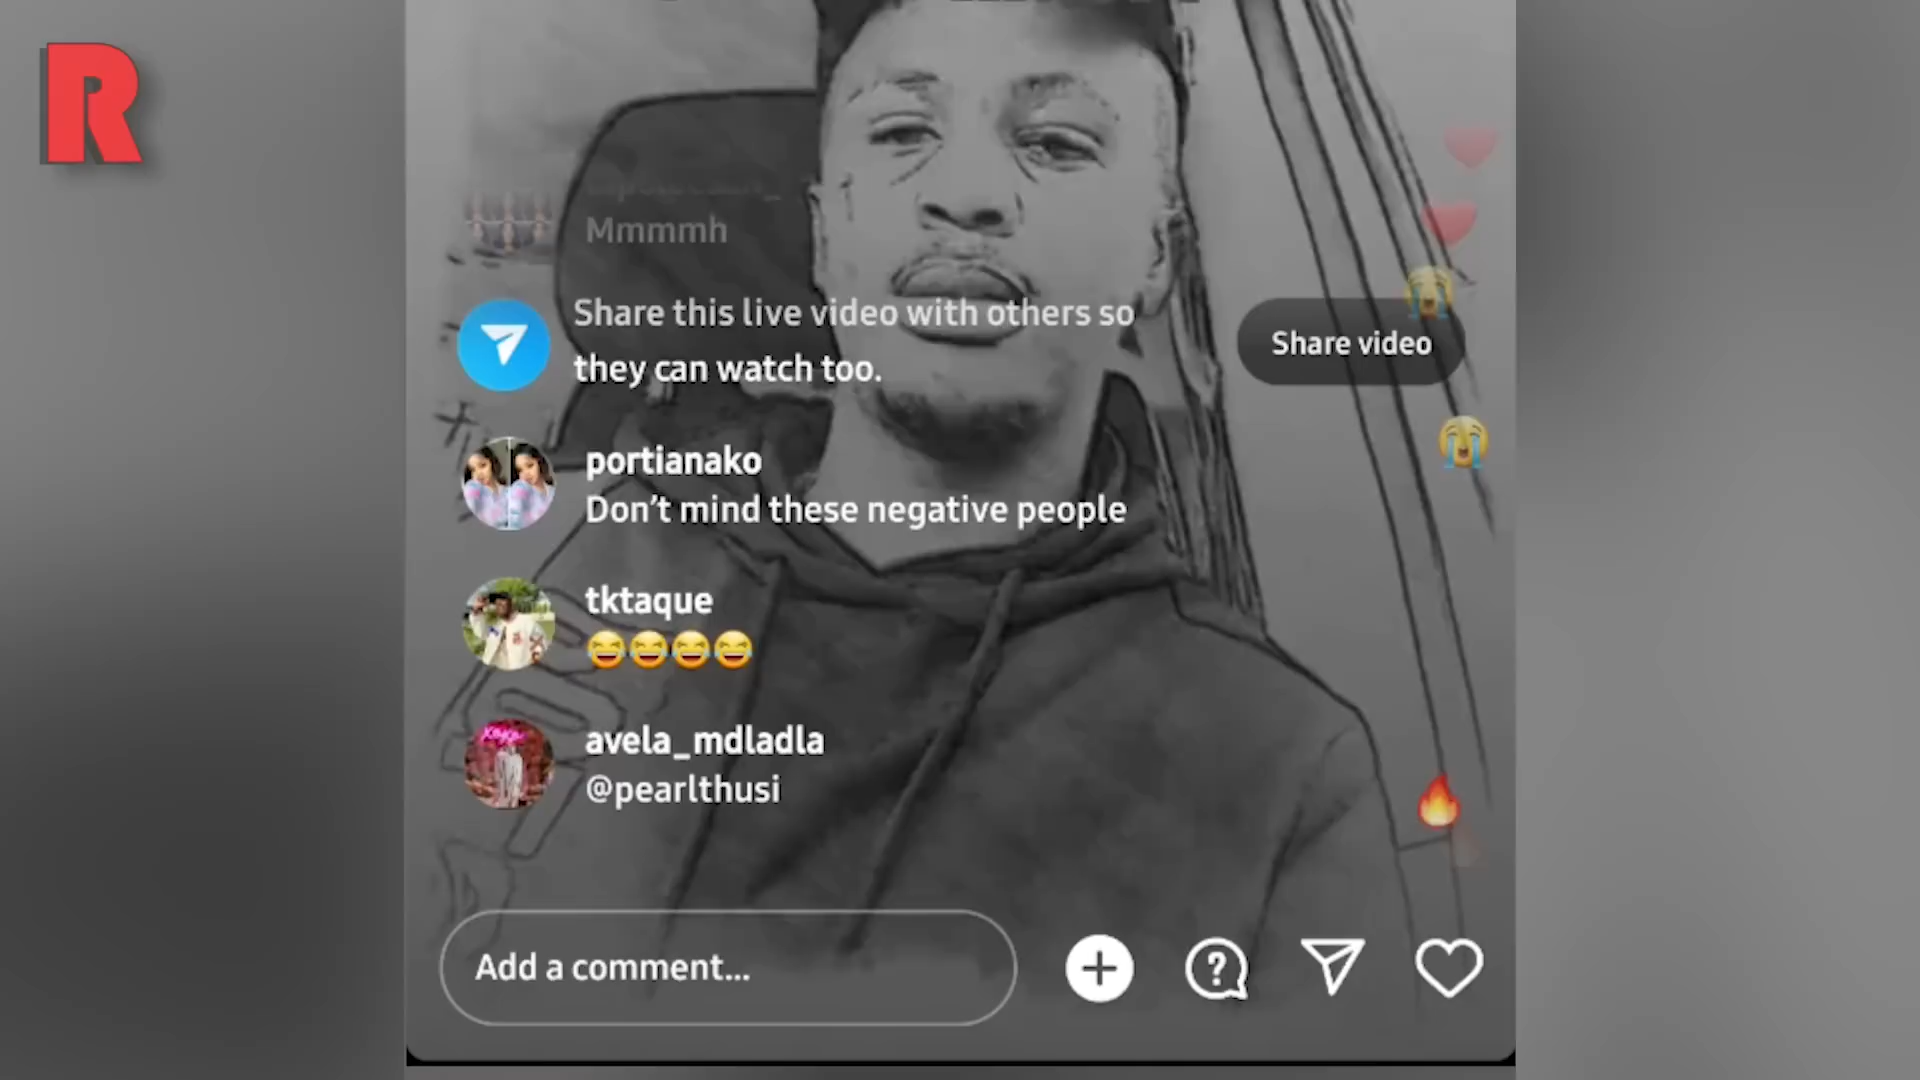 R
Mmmmh
Share this live video with others so
they can watch too.
Share video
portianako
Don’t mind these negative people
tktaque
😂😂😂😂
avela_mdladla
@pearlthusi
Add a comment...